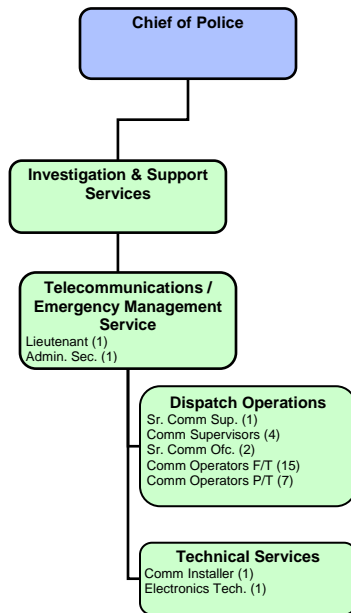 Chief of Police
Investigation & Support
Services
Telecommunications /
Emergency Management
Service
Lieutenant (1)
Admin. Sec. (1)
Dispatch Operations
Sr. Comm Sup. (1)
Comm Supervisors (4)
Sr. Comm Ofc. (2)
Comm Operators F/T (15)
Comm Operators P/T (7)
Technical Services
Comm Installer (1)
Electronics Tech. (1)